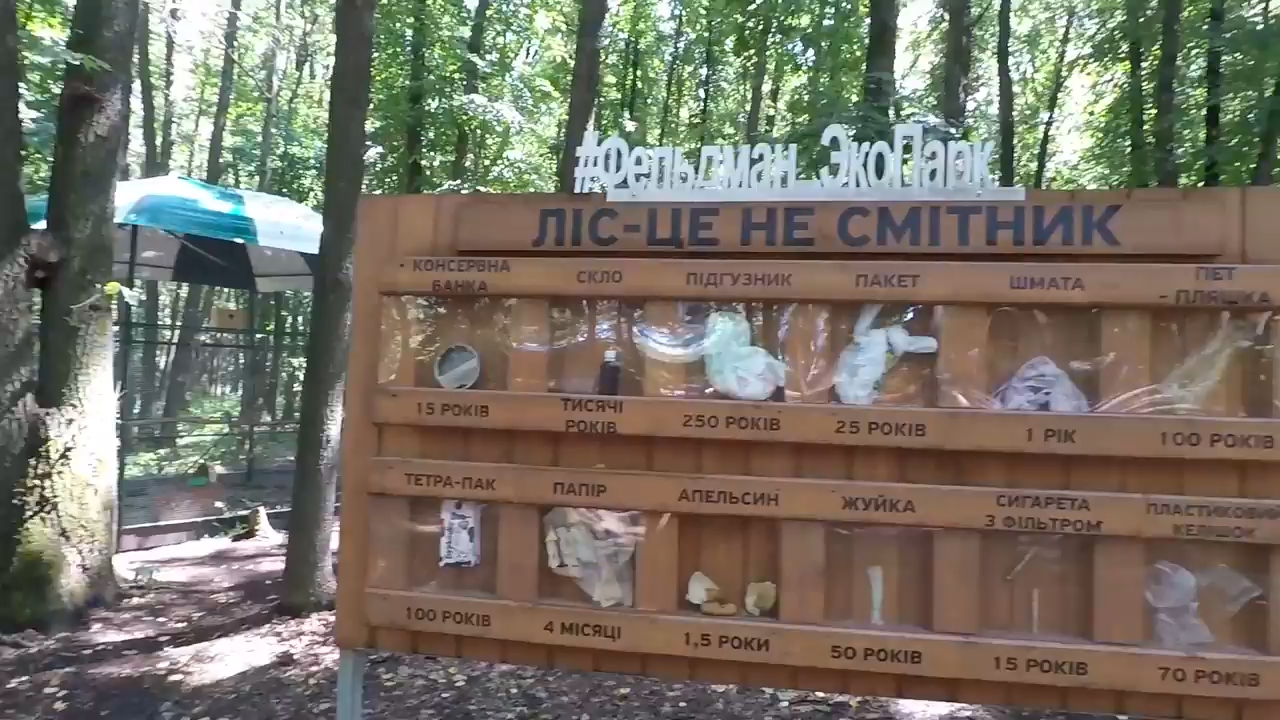 #Фельдман_ЭкоПарк
ЛІС-ЦЕ НЕ СМІТНИК
КОНСЕРВНА
БАНКА
СКЛО
ПІДГУЗНИК
ПАКЕТ
ШМАТА
ПЕТ
- ПЛЯШКА
15 РОКІВ
ТИСЯЧІ
РОКІВ
250 РОКІВ
25 РОКІВ
1 РІК
100 РОКІВ
ТЕТРА-ПАК
ПАПІР
АПЕЛЬСИН
ЖУЙКА
СИГАРЕТА
З ФІЛЬТРОМ
ПЛАСТИКОВИЙ
КЕЛИШОК
100 РОКІВ
4 МІСЯЦІ
1,5 РОКИ
50 РОКІВ
15 РОКІВ
70 РОКІВ